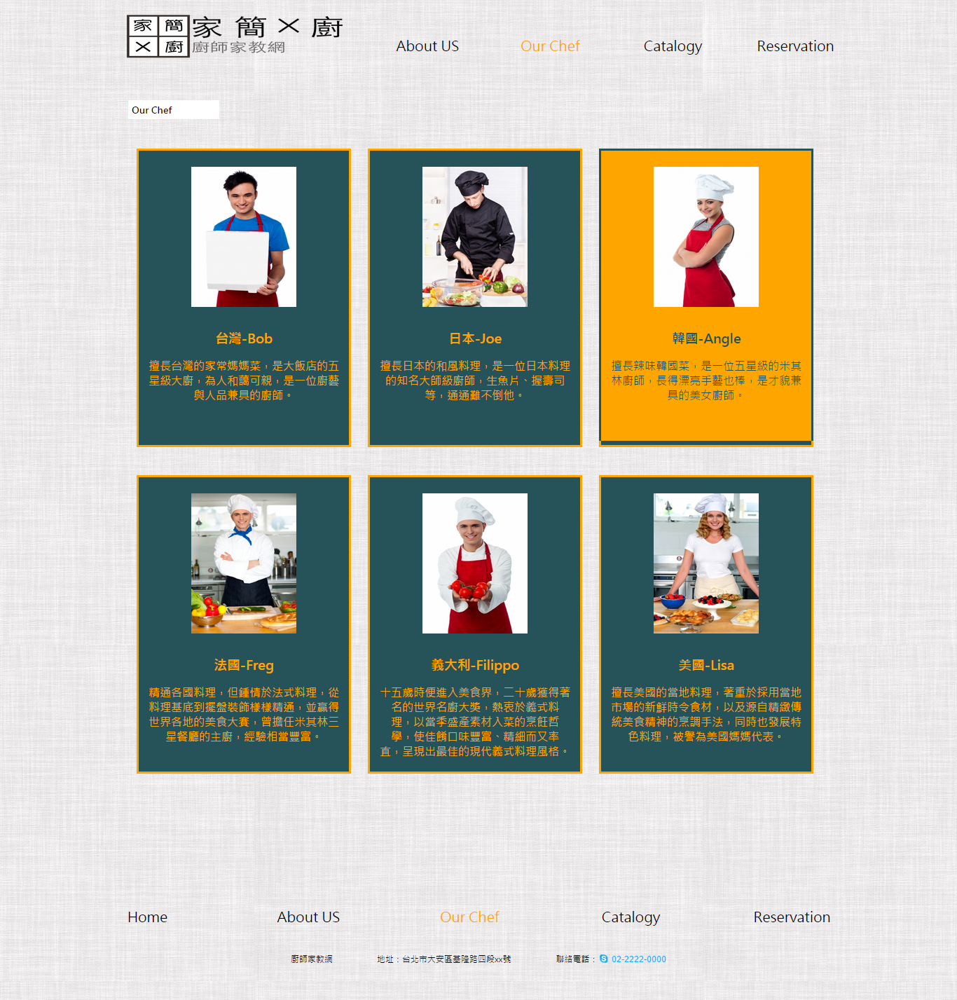 家簡
×廚
家 簡 × 廚
廚師家教網
About US
Our Chef
Catalogy
Reservation
Our Chef
台灣-Bob
擅長台灣的家常媽媽菜，是大飯店的五
星級大廚，為人和藹可親，是一位廚藝
與人品兼具的廚師。
日本-Joe
擅長日本的和風料理，是一位日本料理
的知名大師級廚師，生魚片、握壽司
等，通通難不倒他。
韓國-Angle
擅長辣味韓國菜，是一位五星級的米其
林廚師，長得漂亮手藝也棒，是才貌兼
具的美女廚師。
法國-Freg
精通各國料理，但鍾情於法式料理，從
料理基底到擺盤裝飾樣樣精通，並贏得
世界各地的美食大賽，曾擔任米其林三
星餐廳的主廚，經驗相當豐富。
義大利-Filippo
十五歲時便進入美食界，二十歲獲得著
名的世界名廚大獎，熱衷於義式料
理，以當季盛產素材入菜的烹飪哲
學，使佳餚口味豐富、精細而又率
直，呈現出最佳的現代義式料理風格。
美國-Lisa
擅長美國的當地料理，著重於採用當地
市場的新鮮時令食材，以及源自精緻傳
統美食精神的烹調手法，同時也發展特
色料理，被譽為美國媽媽代表。
Home
About US
Our Chef
Catalogy
Reservation
廚師家教網
地址：台北市大安區基隆路四段xx號
聯絡電話： 02-2222-0000